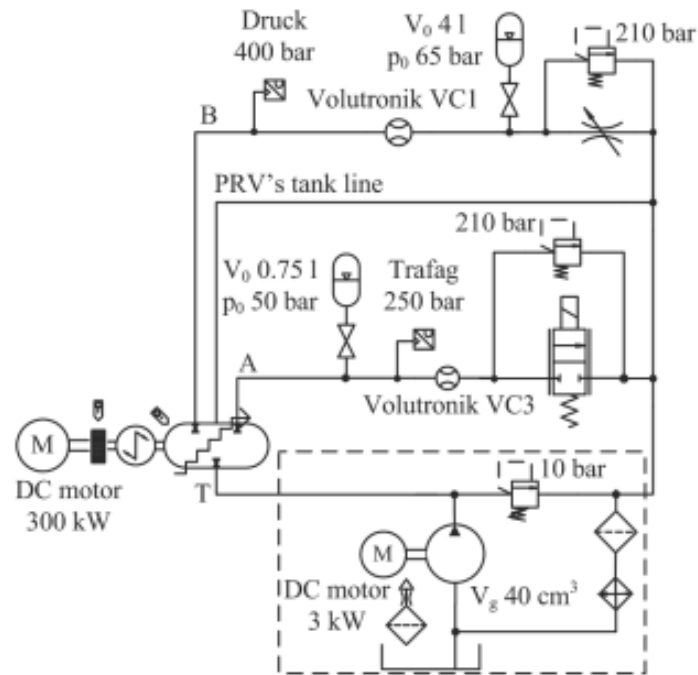 Druck
400 bar
V₀ 4 l
p₀ 65 bar
210 bar
B
Volutronik VC1
PRV's tank line
V₀ 0.75 l
p₀ 50 bar
Trafag
250 bar
210 bar
A
Volutronik VC3
M
DC motor
300 kW
T
10 bar
M
DC motor
3 kW
V_g 40 cm³